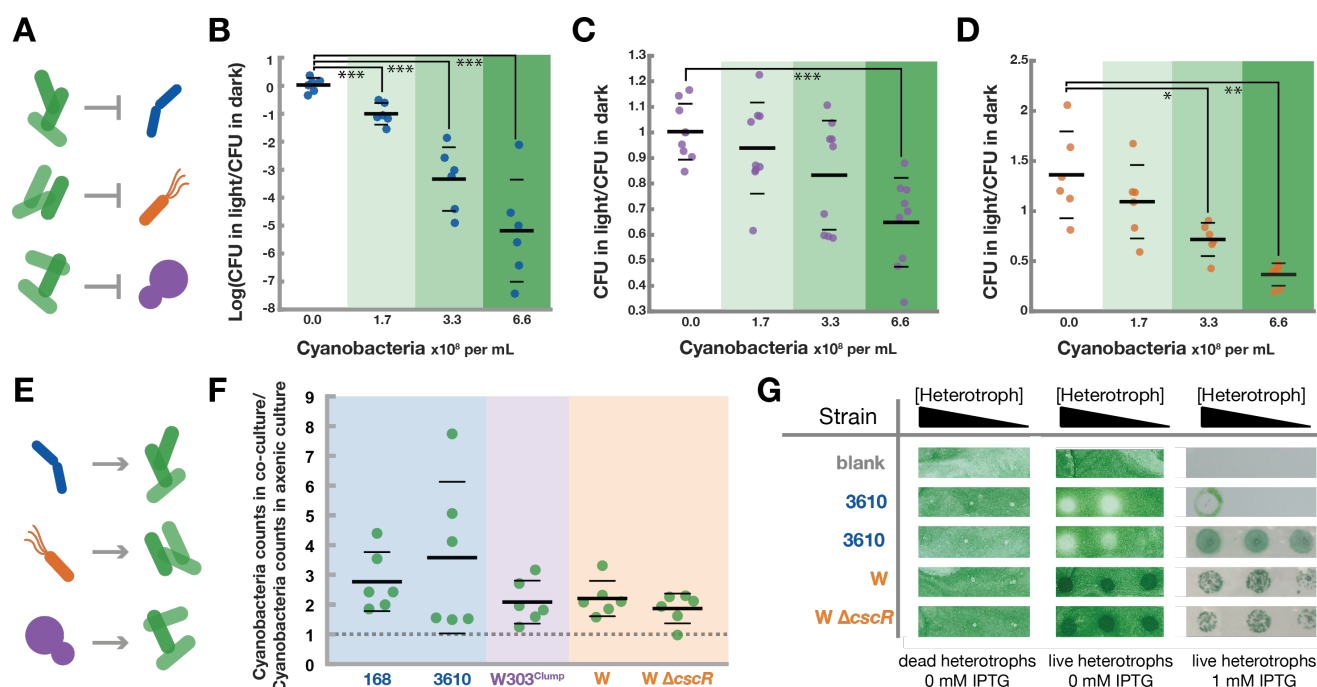 A
B
Log(CFU in light/CFU in dark)
1
0
-1
-2
-3
-4
-5
-6
-7
-8
***
***
***
0.0
1.7
3.3
6.6
Cyanobacteria x10⁸ per mL
C
CFU in light/CFU in dark
1.3
1.2
1.1
1
0.9
0.8
0.7
0.6
0.5
0.4
0.3
***
0.0
1.7
3.3
6.6
Cyanobacteria x10⁸ per mL
D
CFU in light/CFU in dark
2.5
2
1.5
1
0.5
0
*
**
0.0
1.7
3.3
6.6
Cyanobacteria x10⁸ per mL
E
F
Cyanobacteria counts in co-culture/
Cyanobacteria counts in axenic culture
9
8
7
6
5
4
3
2
1
0
168
3610
W303ᶜˡᵘᵐᵖ
W
W ΔcscR
G
Strain
[Heterotroph]
[Heterotroph]
[Heterotroph]
blank
3610
3610
W
W ΔcscR
dead heterotrophs
0 mM IPTG
live heterotrophs
0 mM IPTG
live heterotrophs
1 mM IPTG